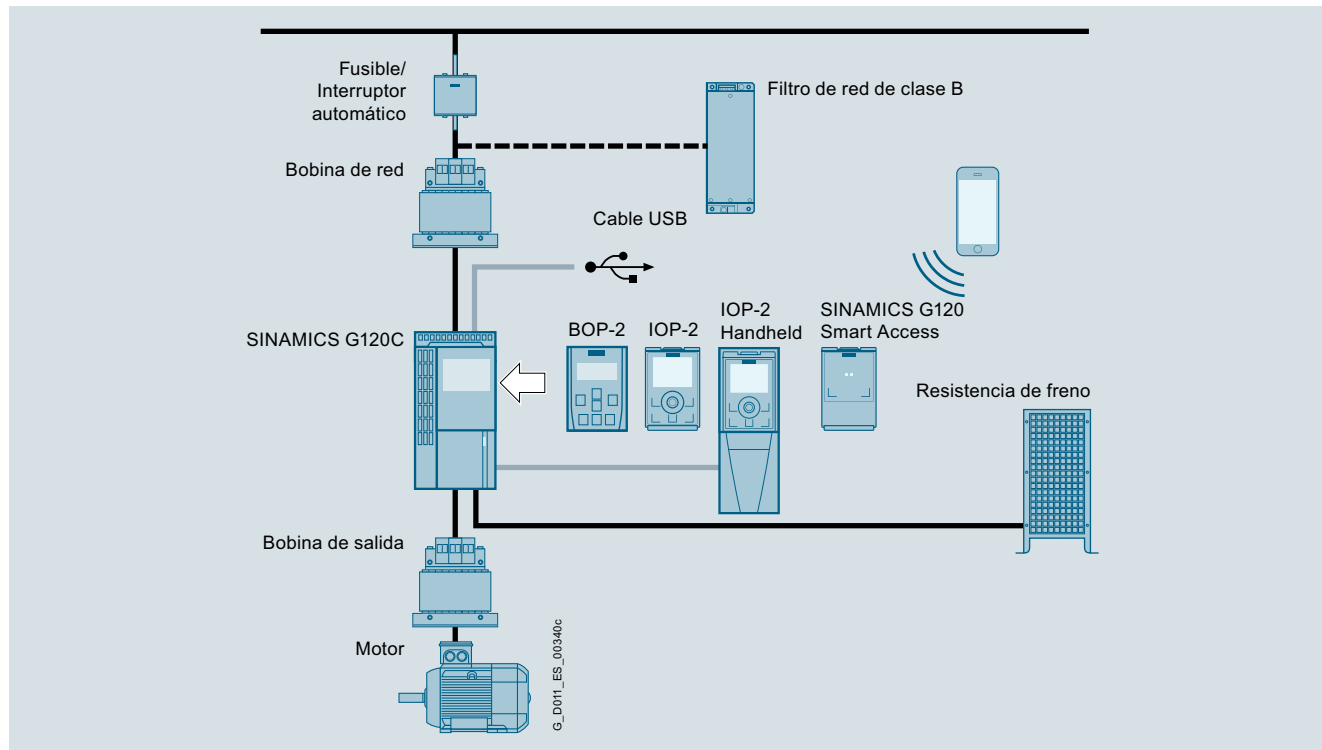 Fusible/
Interruptor
automático
Filtro de red de clase B
Bobina de red
Cable USB
SINAMICS G120C
BOP-2
IOP-2
IOP-2
Handheld
SINAMICS G120
Smart Access
Resistencia de freno
Bobina de salida
Motor
G_D011_ES_00340c